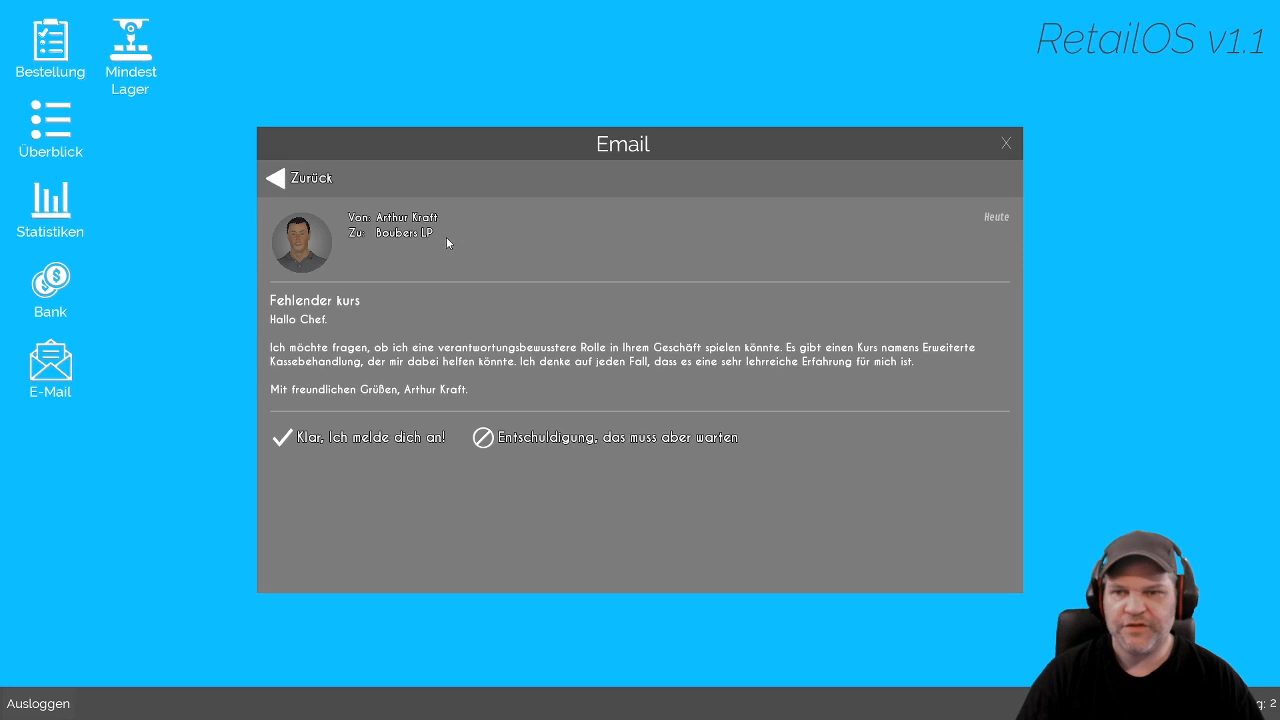 RetailOS v1.1
Bestellung
Mindest
Lager
Überblick
Statistiken
Bank
E-Mail
Email
X
Zurück
Von: Arthur Kraft
Zu: Boubers LP
Heute
Fehlender kurs
Hallo Chef.
Ich möchte fragen, ob ich eine verantwortungsbewusstere Rolle in Ihrem Geschäft spielen könnte. Es gibt einen Kurs namens Erweiterte
Kassebehandlung, der mir dabei helfen könnte. Ich denke auf jeden Fall, dass es eine sehr lehrreiche Erfahrung für mich ist.
Mit freundlichen Grüßen, Arthur Kraft.
Klar, Ich melde dich an!
Entschuldigung, das muss aber warten
Ausloggen
g: 2